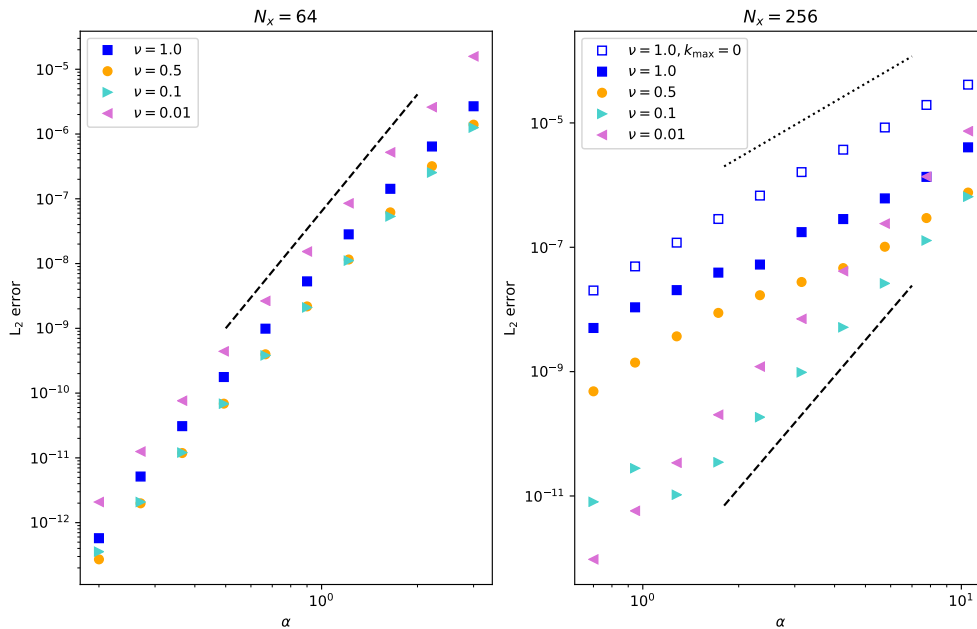 N_x = 64
L_2 error
10^{-5}
10^{-6}
10^{-7}
10^{-8}
10^{-9}
10^{-10}
10^{-11}
10^{-12}
ν = 1.0
ν = 0.5
ν = 0.1
ν = 0.01
10^0
α
N_x = 256
L_2 error
10^{-5}
10^{-7}
10^{-9}
10^{-11}
ν = 1.0, k_{max} = 0
ν = 1.0
ν = 0.5
ν = 0.1
ν = 0.01
10^0
10^1
α